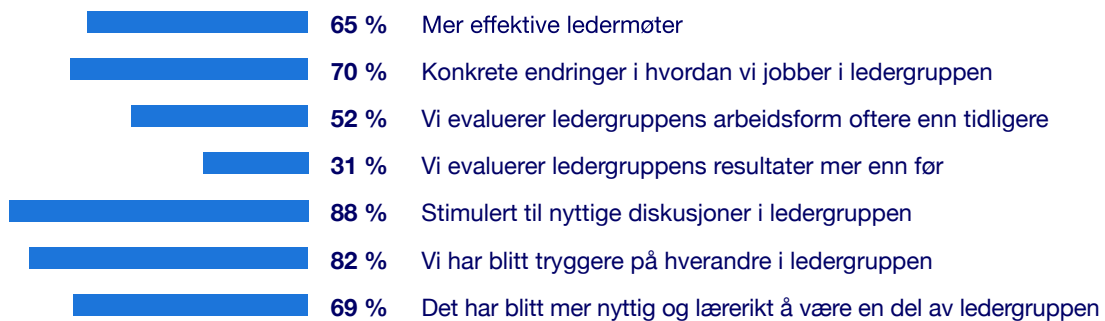 65 % Mer effektive ledermøter
70 % Konkrete endringer i hvordan vi jobber i ledergruppen
52 % Vi evaluerer ledergruppens arbeidsform oftere enn tidligere
31 % Vi evaluerer ledergruppens resultater mer enn før
88 % Stimulert til nyttige diskusjoner i ledergruppen
82 % Vi har blitt tryggere på hverandre i ledergruppen
69 % Det har blitt mer nyttig og lærerikt å være en del av ledergruppen